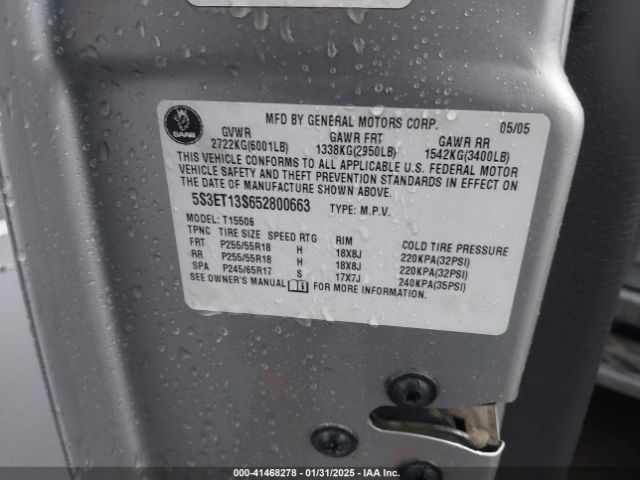 SAAB
MFD BY GENERAL MOTORS CORP. 05/05
GVWR GAWR FRT GAWR RR
2722KG(6001LB) 1338KG(2950LB) 1542KG(3400LB)
THIS VEHICLE CONFORMS TO ALL APPLICABLE U.S. FEDERAL MOTOR
VEHICLE SAFETY AND THEFT PREVENTION STANDARDS IN EFFECT ON
THE DATE OF MANUFACTURE SHOWN ABOVE.
5S3ET13S652800663 TYPE: M.P.V.
MODEL: T15506
TPNC TIRE SIZE SPEED RTG RIM COLD TIRE PRESSURE
FRT P255/55R18 H 18X8J 220KPA(32PSI)
RR P255/55R18 H 18X8J 220KPA(32PSI)
SPA P245/65R17 S 17X7J 240KPA(35PSI)
SEE OWNER'S MANUAL FOR MORE INFORMATION.
000-41468278 - 01/31/2025 - IAA Inc.